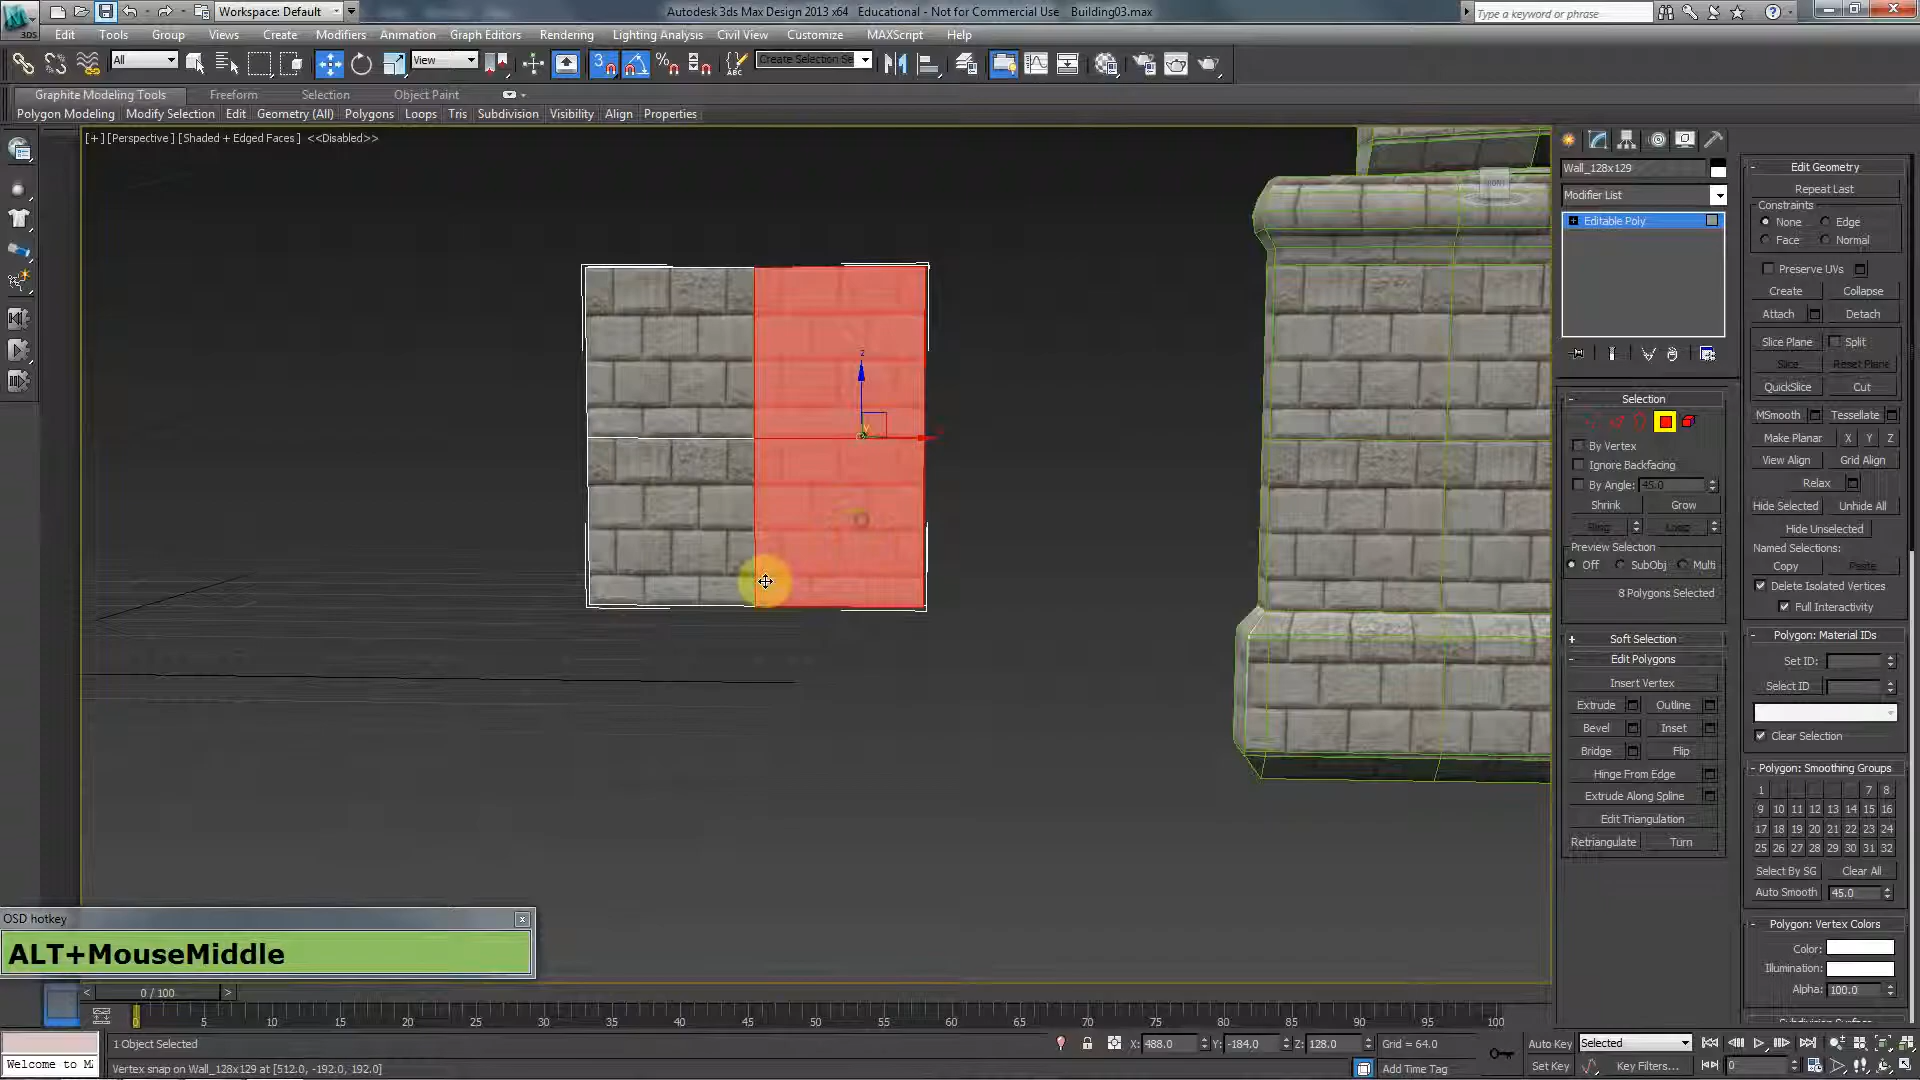 Workspace: Default
Autodesk 3ds Max Design 2013 x64 Educational - Not for Commercial Use Building03.max
Type a keyword or phrase
3DS
Edit Tools Group Views Create Modifiers Animation Graph Editors Rendering Lighting Analysis Civil View Customize MAXScript Help
All
View
3
Create Selection Se
Graphite Modeling Tools Freeform Selection Object Paint
Polygon Modeling Modify Selection Edit Geometry (All) Polygons Loops Tris Subdivision Visibility Align Properties
[+] [Perspective] [Shaded + Edged Faces] <<Disabled>>
z
Wall_128x129
Modifier List
Editable Poly
Selection
By Vertex
Ignore Backfacing
By Angle: 45.0
Shrink Grow
Ring Loop
Preview Selection
Off SubObj Multi
8 Polygons Selected
Soft Selection
Edit Polygons
Insert Vertex
Extrude Outline
Bevel Inset
Bridge Flip
Hinge From Edge
Extrude Along Spline
Edit Triangulation
Retriangulate Turn
Edit Geometry
Repeat Last
Constraints
None Edge
Face Normal
Preserve UVs
Create Collapse
Attach Detach
Slice Plane Split
Slice Reset Plane
QuickSlice Cut
MSmooth Tessellate
Make Planar X Y Z
View Align Grid Align
Relax
Hide Selected Unhide All
Hide Unselected
Named Selections:
Copy Paste
Delete Isolated Vertices
Full Interactivity
Polygon: Material IDs
Set ID:
Select ID
Clear Selection
Polygon: Smoothing Groups
1 7 8
9 10 11 12 13 14 15 16
17 18 19 20 21 22 23 24
25 26 27 28 29 30 31 32
Select By SG Clear All
Auto Smooth 45.0
Polygon: Vertex Colors
Color:
Illumination:
Alpha: 100.0
OSD hotkey x
ALT+MouseMiddle
< 0 / 100 >
0 5 10 15 20 25 30 35 40 45 50 55 60 65 70 75 80 85 90 95 100
1 Object Selected
X: 488.0 Y: -184.0 Z: 128.0 Grid = 64.0
Auto Key Selected
Welcome to M
Vertex snap on Wall_128x129 at [512.0, -192.0, 192.0]
Add Time Tag
Set Key Key Filters... 0